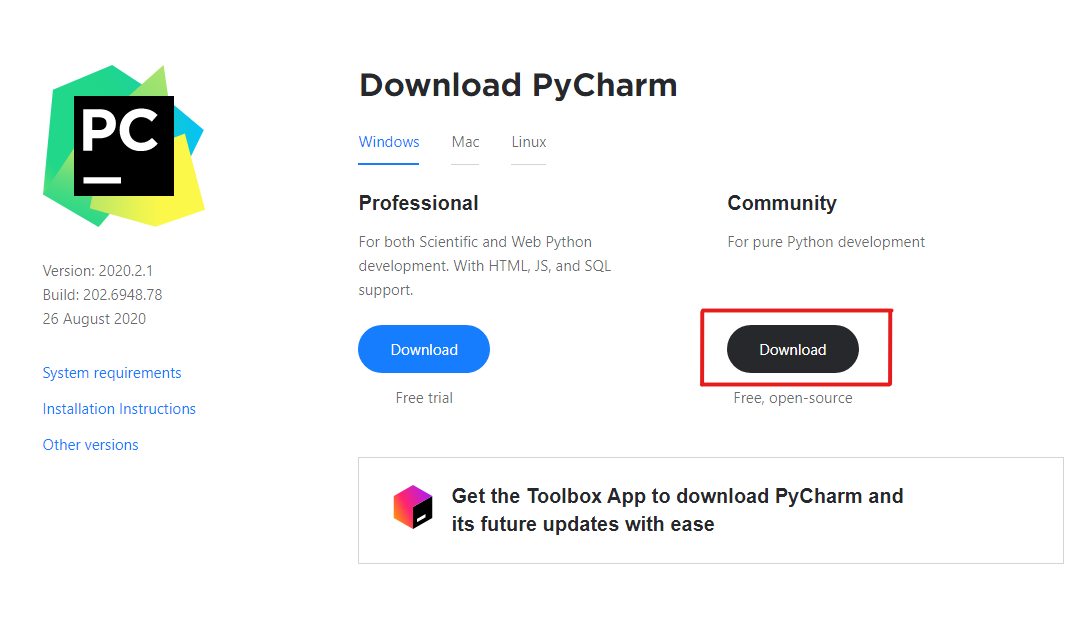 PC
Version: 2020.2.1
Build: 202.6948.78
26 August 2020
System requirements
Installation Instructions
Other versions
Download PyCharm
Windows
Mac
Linux
Professional
For both Scientific and Web Python
development. With HTML, JS, and SQL
support.
Download
Free trial
Community
For pure Python development
Download
Free, open-source
Get the Toolbox App to download PyCharm and
its future updates with ease